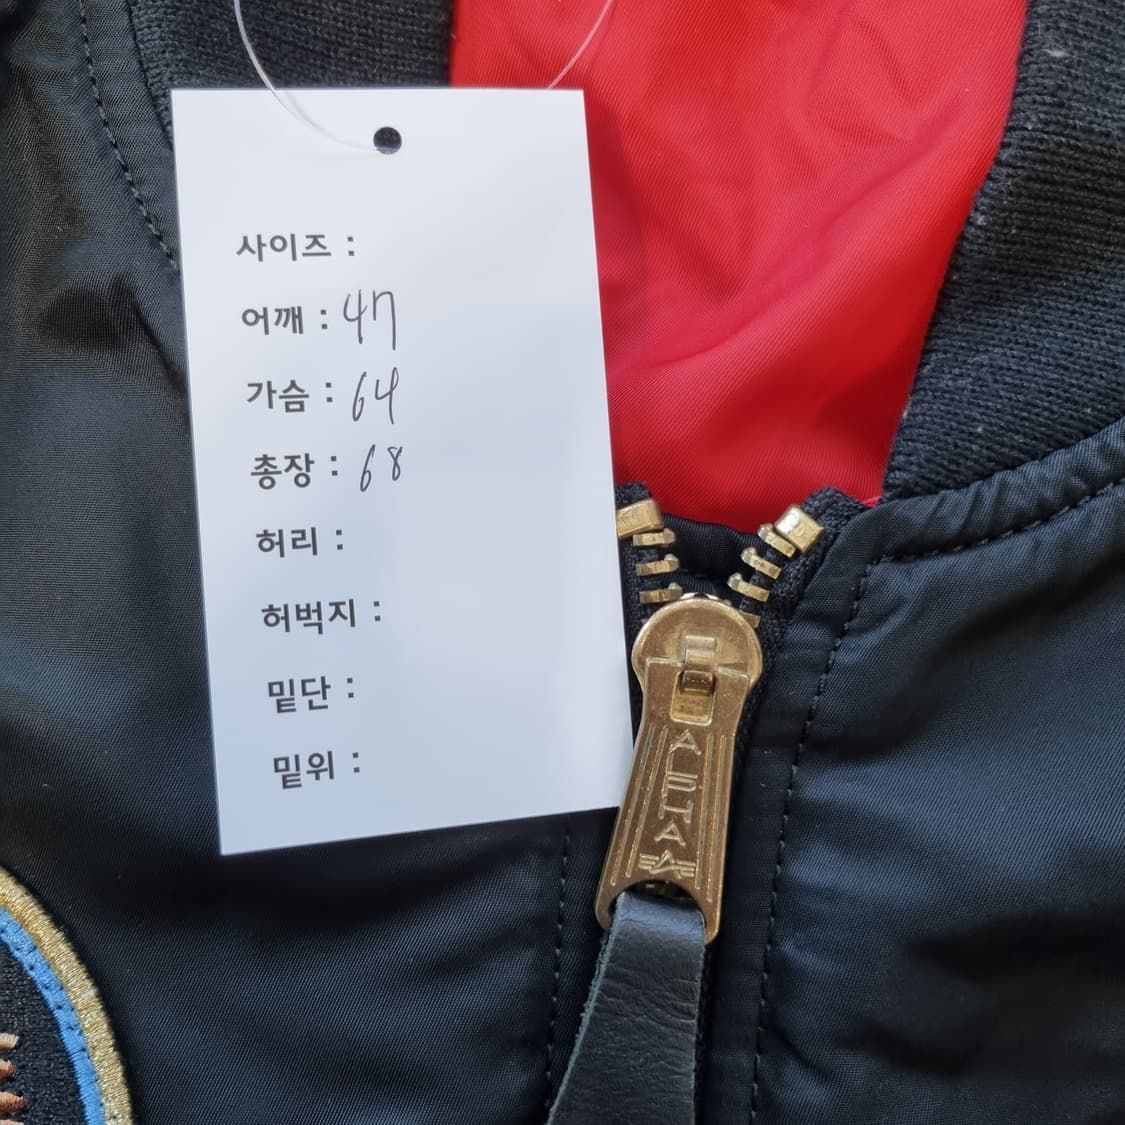 사이즈 :
어깨 : 47
가슴 : 64
총장 : 68
허리 :
허벅지 :
밑단 :
밑위 :
ALPHA